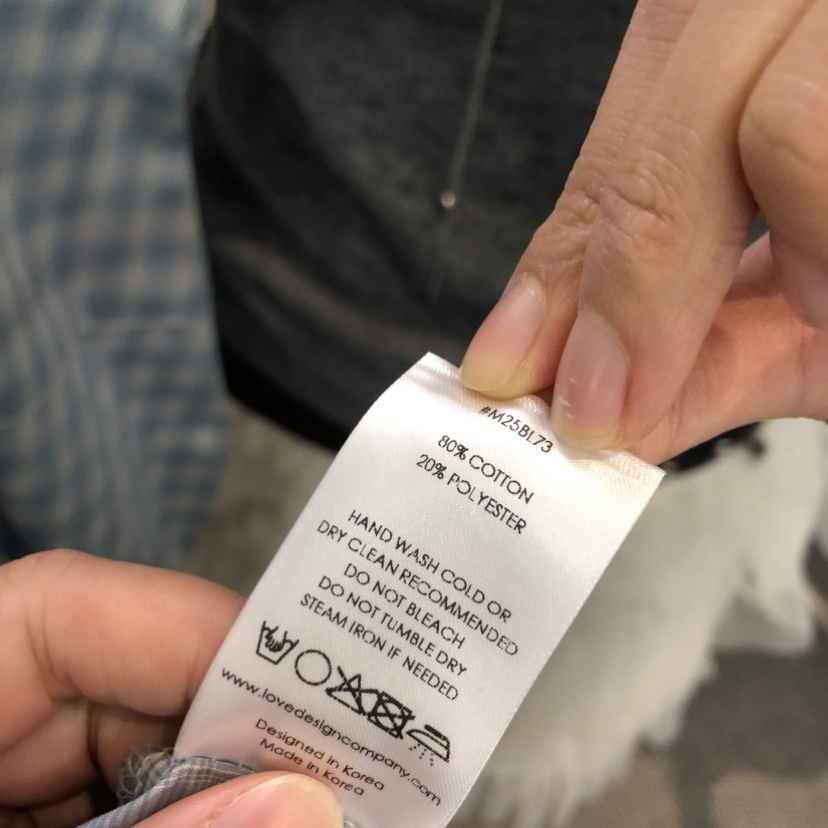 #M25BL73
80% COTTON
20% POLYESTER
HAND WASH COLD OR
DRY CLEAN RECOMMENDED
DO NOT BLEACH
DO NOT TUMBLE DRY
STEAM IRON IF NEEDED
www.lovedesigncompany.com
Designed in Korea
Made in Korea